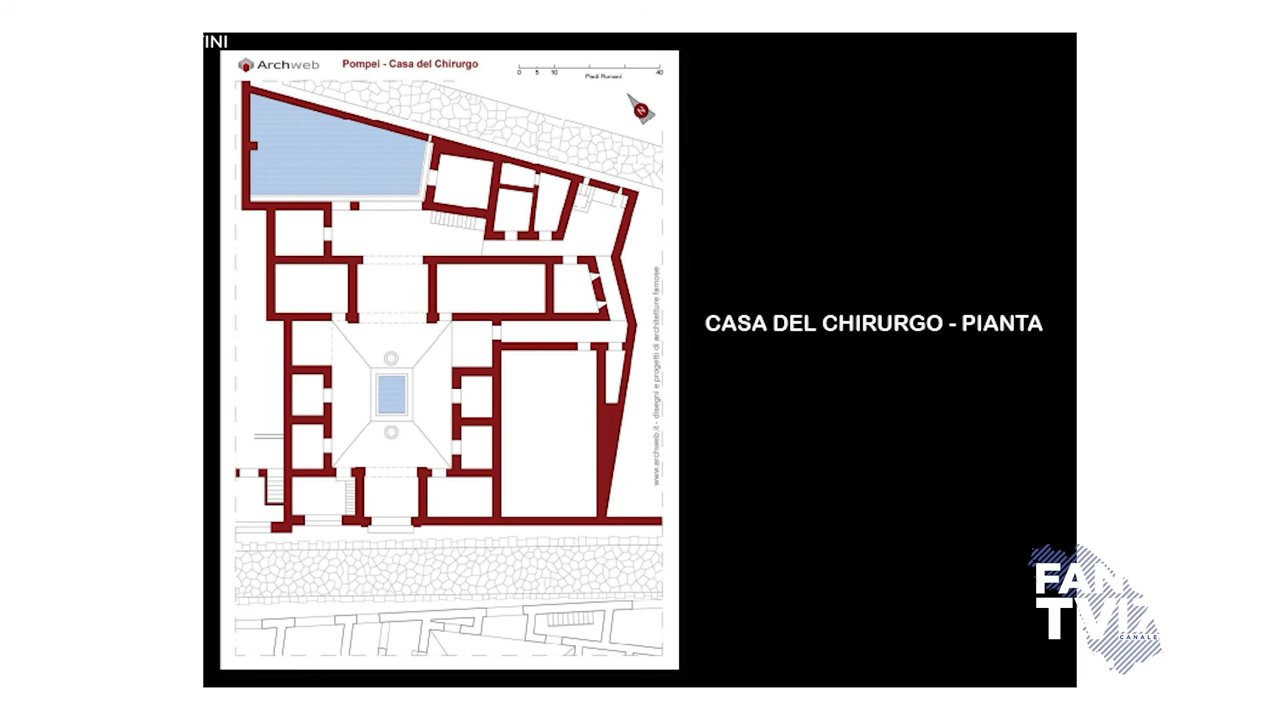 TINI
Archweb
Pompei - Casa del Chirurgo
0 5 10 40
Piedi Romani
N
www.archweb.it - disegni e progetti di architetture famose
CASA DEL CHIRURGO - PIANTA
FAN
TV
CANALE